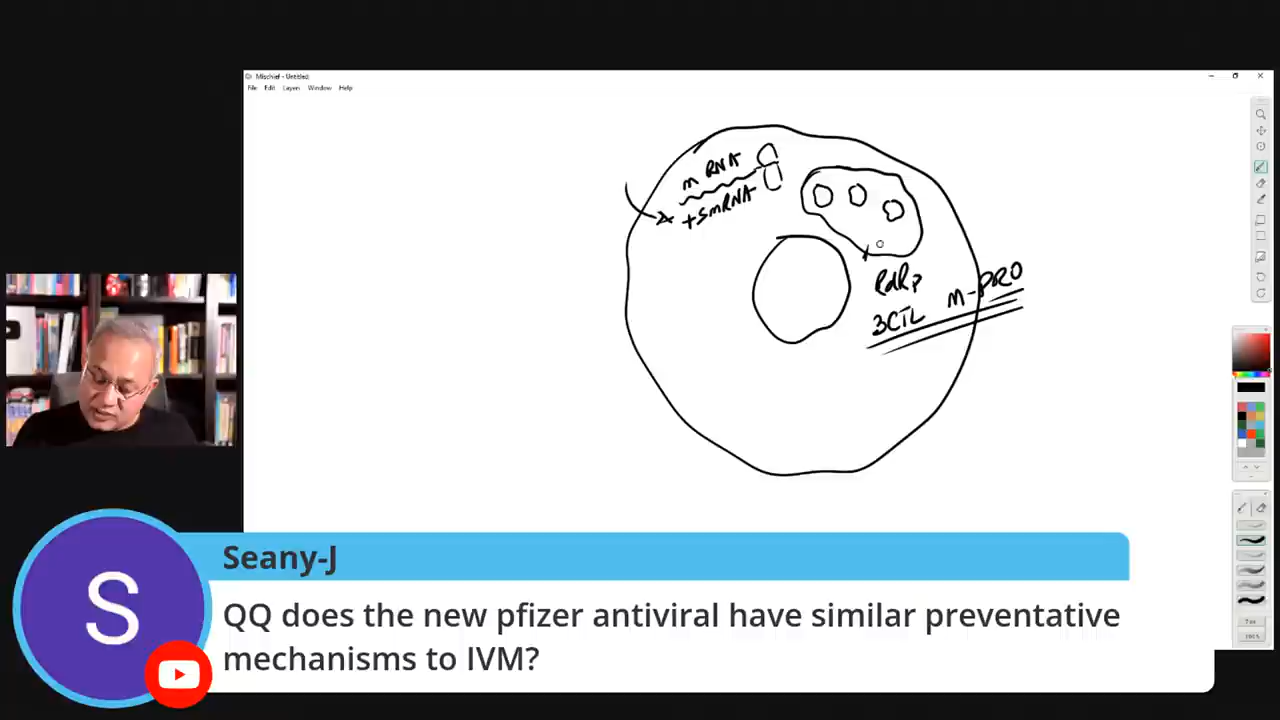 Mischief - Untitled
File Edit Layers Window Help
m RNA
+SmRNA
RdRp
3CTL M-PRO
S
Seany-J
QQ does the new pfizer antiviral have similar preventative
mechanisms to IVM?